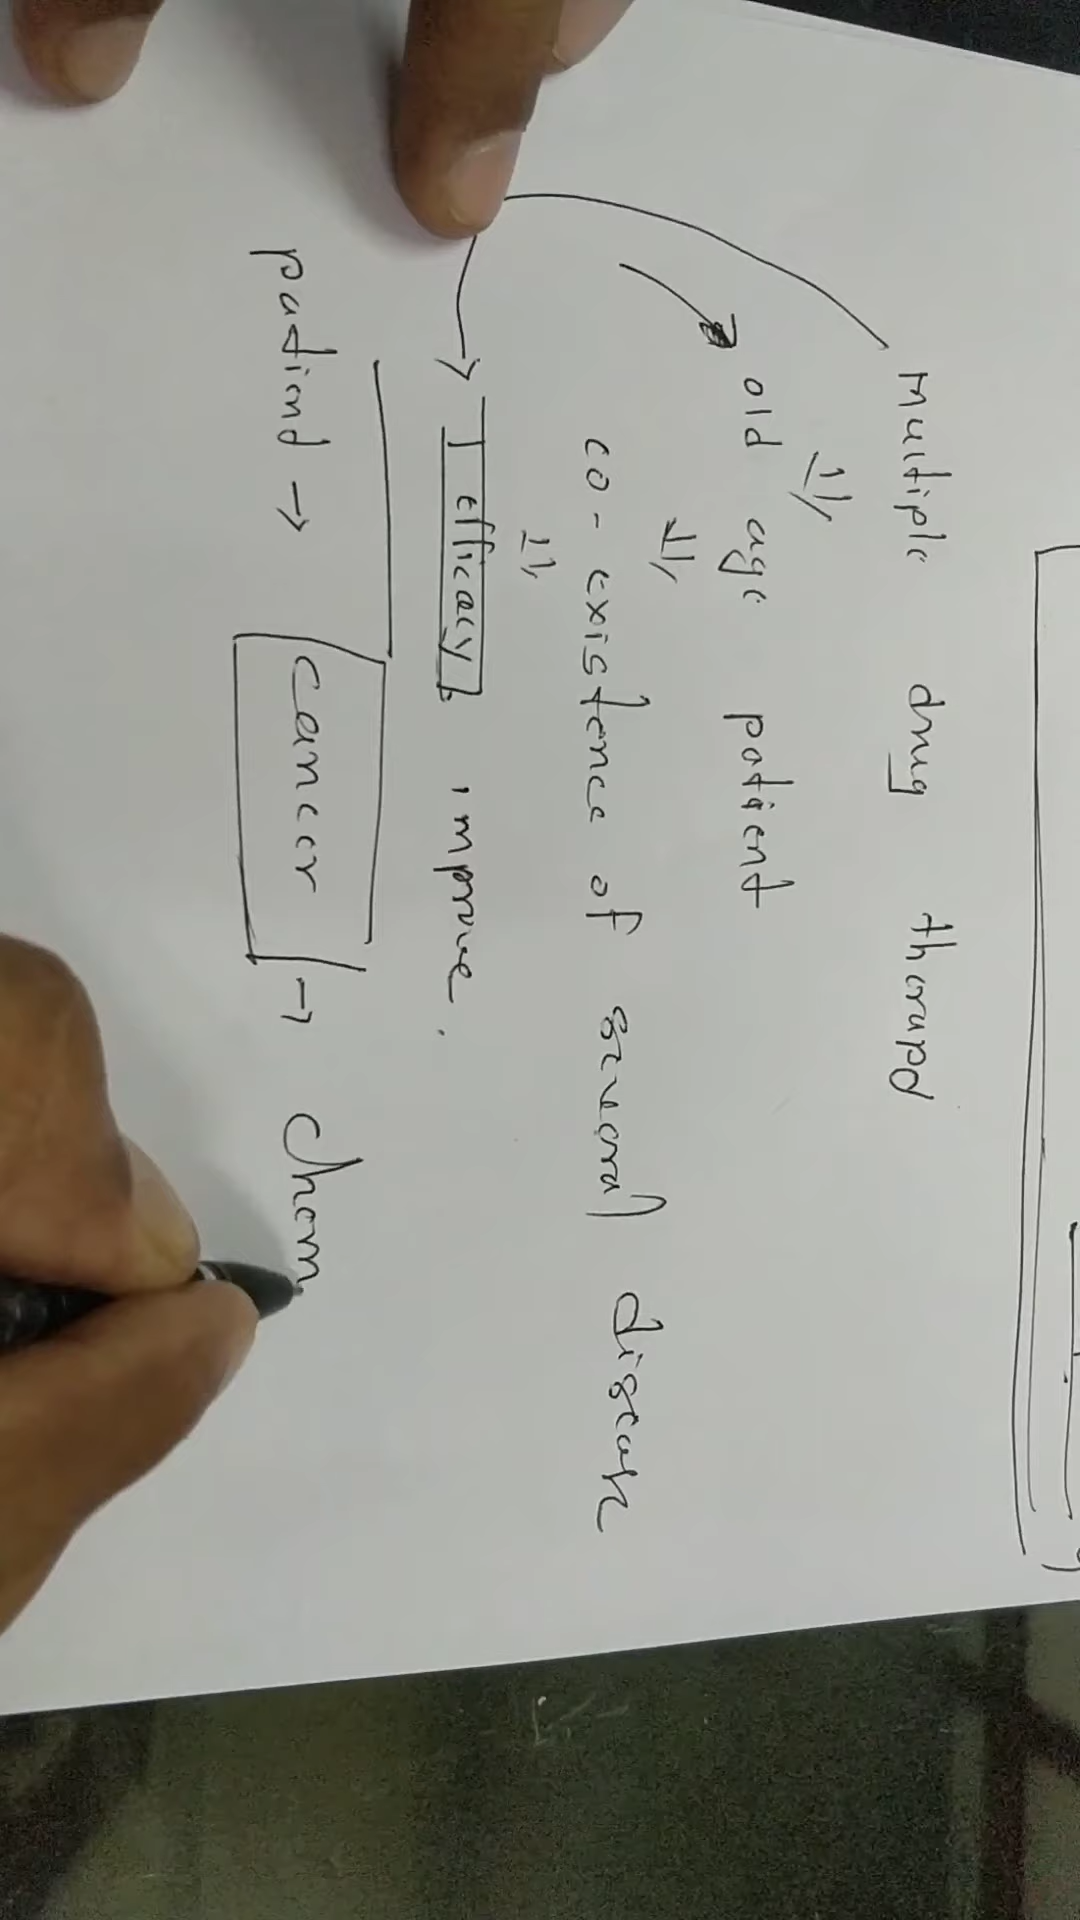 Multiple drug therapy
old age patient
co-existence of several disease
efficacy improve.
patient → cancer → chem